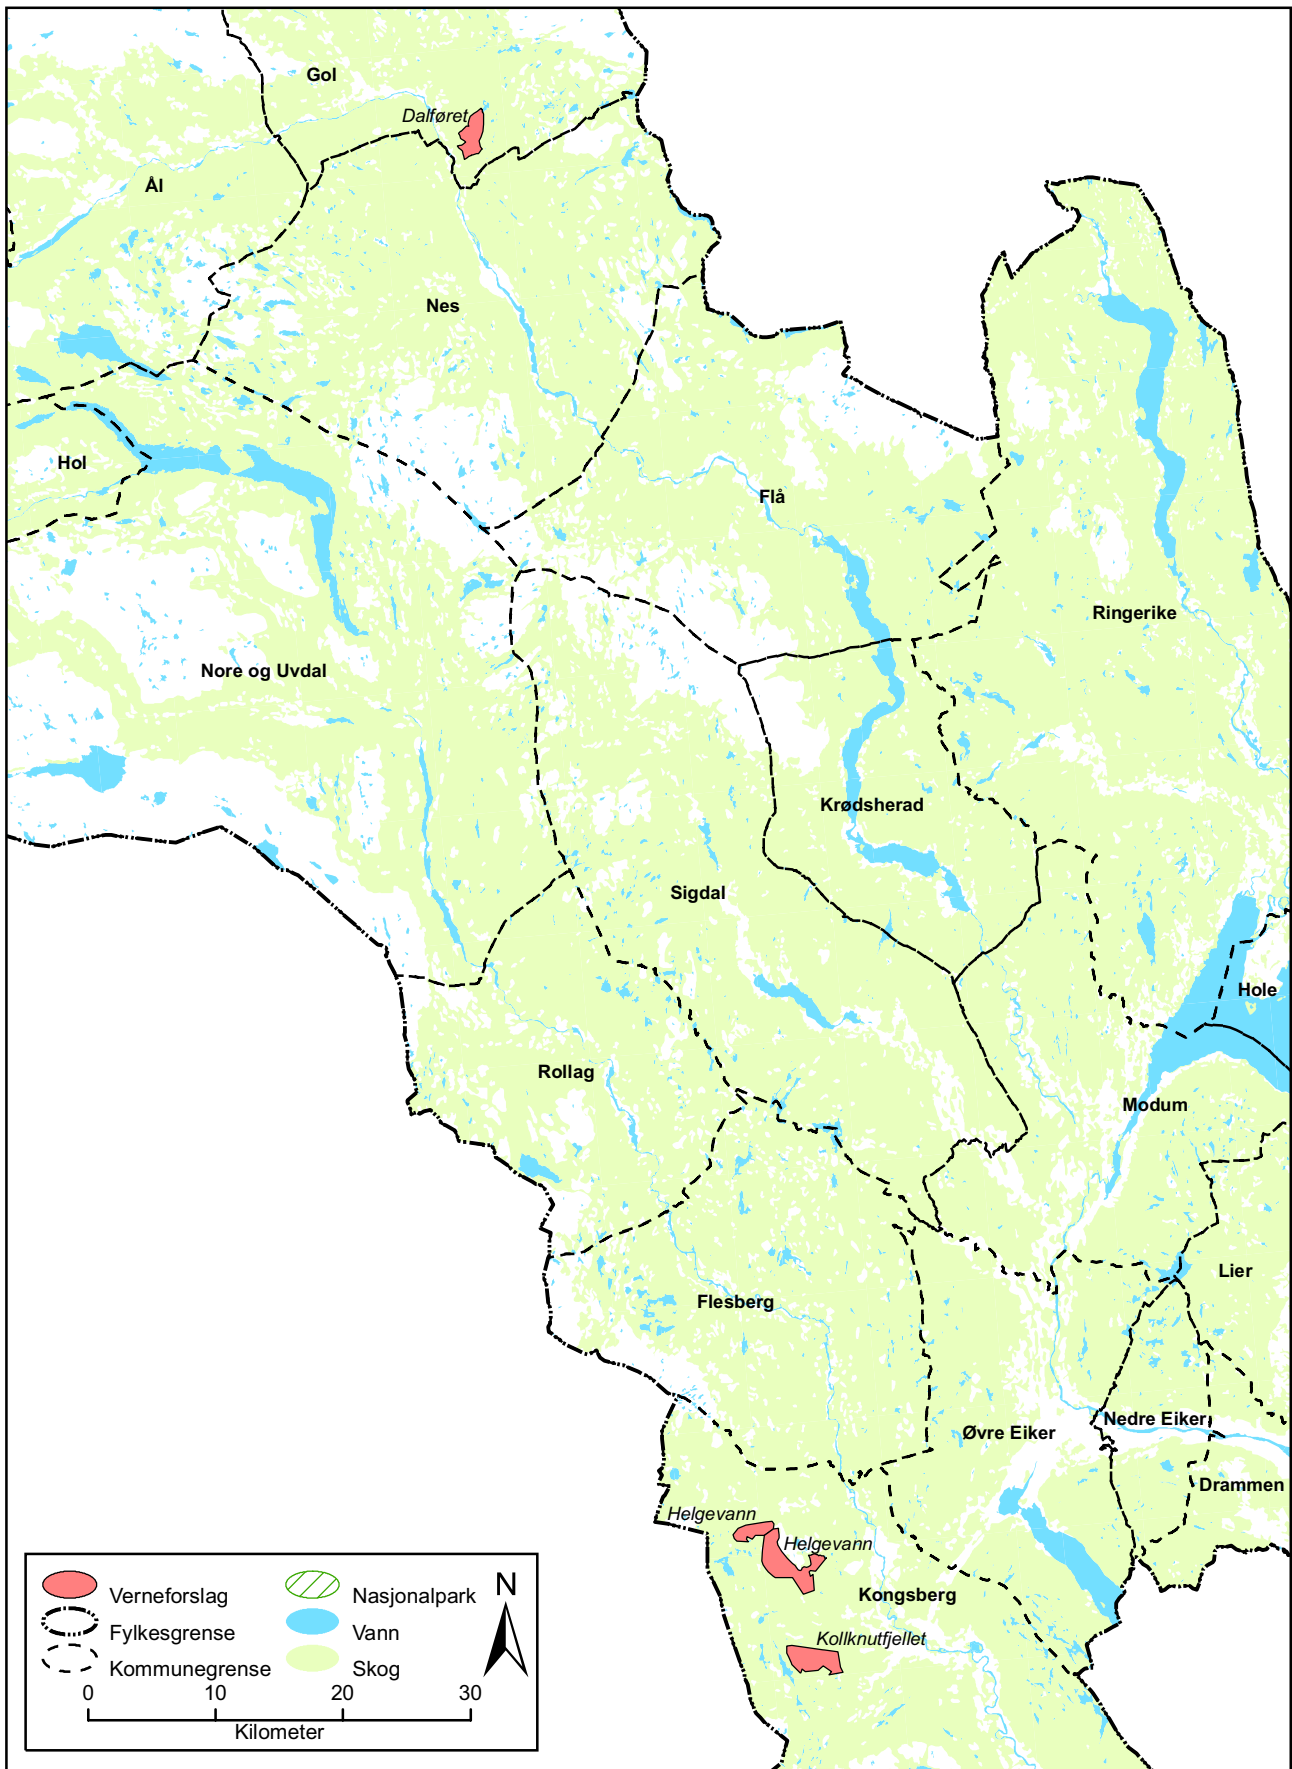 Gol
Dalføret
Ål
Nes
Hol
Flå
Ringerike
Nore og Uvdal
Krødsherad
Sigdal
Hole
Rollag
Modum
Lier
Flesberg
Nedre Eiker
Øvre Eiker
Drammen
Helgevann
Helgevann
Kongsberg
Kollknutfjellet
Verneforslag
Nasjonalpark
N
Fylkesgrense
Vann
Kommunegrense
Skog
0 10 20 30
Kilometer